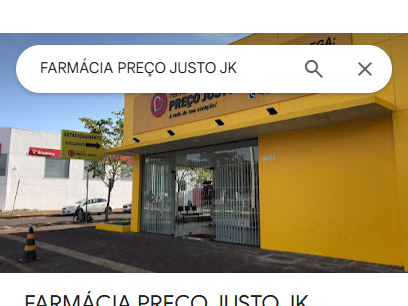 FARMÁCIA PREÇO JUSTO JK
PREÇO JUSTO
A rede do seu coração!
ESTACIONAMENTO
EXCLUSIVO
FARMÁCIA PREÇO JUSTO JK